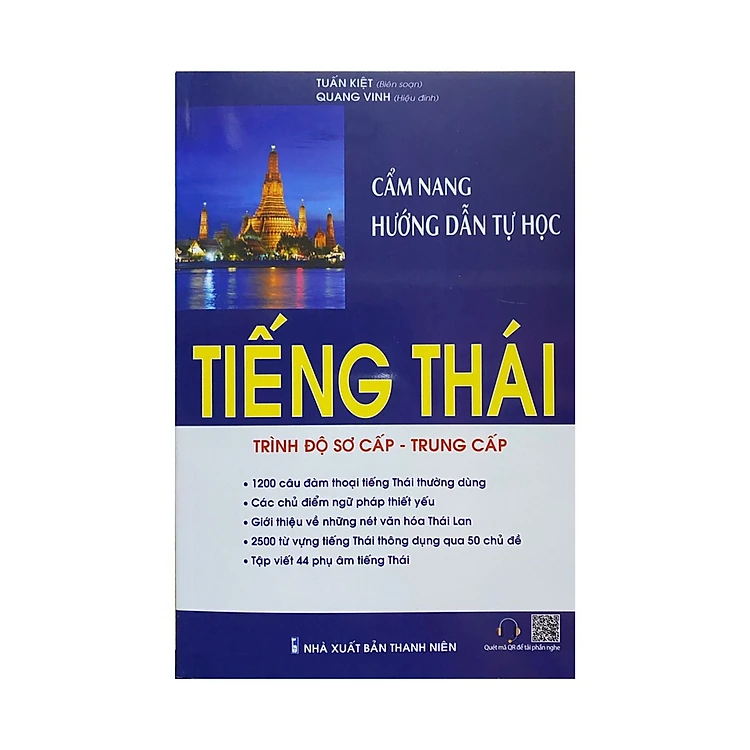 TUẤN KIỆT (Biên soạn)
QUANG VINH (Hiệu đính)
CẨM NANG
HƯỚNG DẪN TỰ HỌC
TIẾNG THÁI
TRÌNH ĐỘ SƠ CẤP - TRUNG CẤP
• 1200 câu đàm thoại tiếng Thái thường dùng
• Các chủ điểm ngữ pháp thiết yếu
• Giới thiệu về những nét văn hóa Thái Lan
• 2500 từ vựng tiếng Thái thông dụng qua 50 chủ đề
• Tập viết 44 phụ âm tiếng Thái
NHÀ XUẤT BẢN THANH NIÊN
Quét mã QR để tải phần nghe